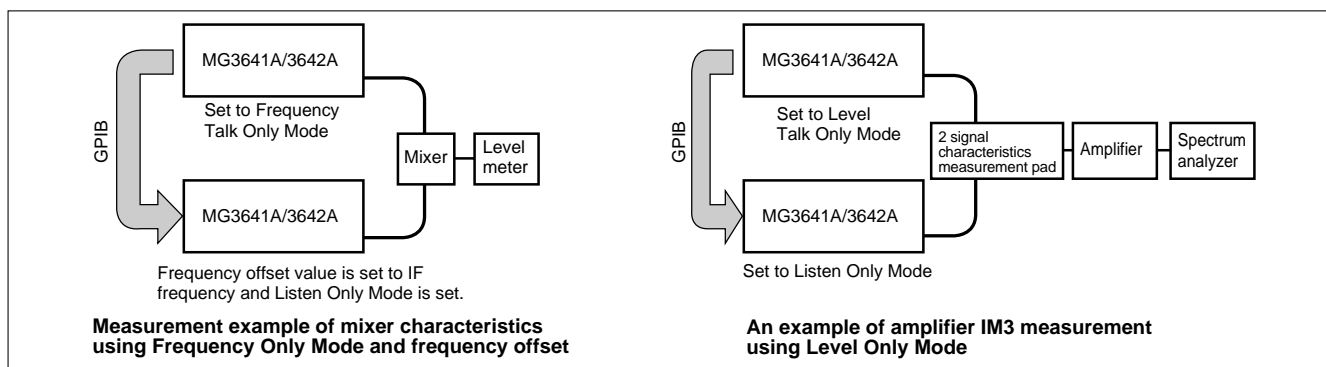 GPIB
MG3641A/3642A
Set to Frequency
Talk Only Mode
Mixer
Level
meter
MG3641A/3642A
Frequency offset value is set to IF
frequency and Listen Only Mode is set.
Measurement example of mixer characteristics
using Frequency Only Mode and frequency offset
GPIB
MG3641A/3642A
Set to Level
Talk Only Mode
2 signal
characteristics
measurement pad
Amplifier
Spectrum
analyzer
MG3641A/3642A
Set to Listen Only Mode
An example of amplifier IM3 measurement
using Level Only Mode